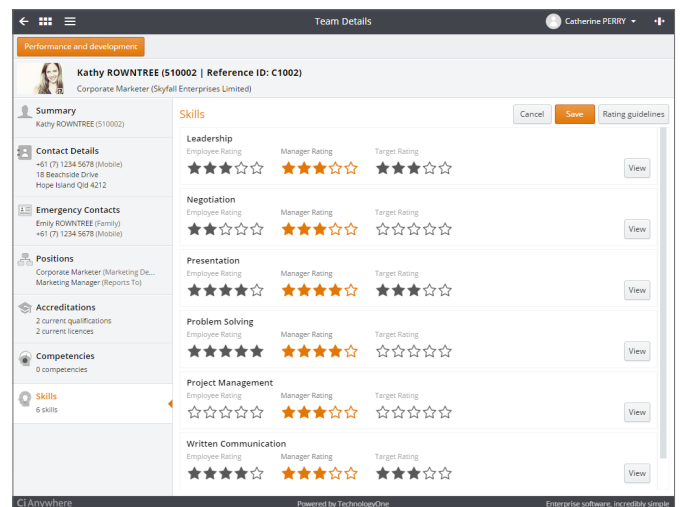 Team Details
Catherine PERRY
Performance and development
Kathy ROWNTREE (510002 | Reference ID: C1002)
Corporate Marketer (Skyfall Enterprises Limited)
Summary
Kathy ROWNTREE (510002)
Contact Details
+61 (7) 1234 5678 (Mobile)
18 Beachside Drive
Hope Island Qld 4212
Emergency Contacts
Emily ROWNTREE (Family)
+61 (7) 1234 5678 (Mobile)
Positions
Corporate Marketer (Marketing De...
Marketing Manager (Reports To)
Accreditations
2 current qualifications
2 current licences
Competencies
0 competencies
Skills
6 skills
Skills
Cancel Save Rating guidelines
Leadership
Employee Rating Manager Rating Target Rating
View
Negotiation
Employee Rating Manager Rating Target Rating
View
Presentation
Employee Rating Manager Rating Target Rating
View
Problem Solving
Employee Rating Manager Rating Target Rating
View
Project Management
Employee Rating Manager Rating Target Rating
View
Written Communication
Employee Rating Manager Rating Target Rating
View
Ci Anywhere
Powered by TechnologyOne
Enterprise software, incredibly simple